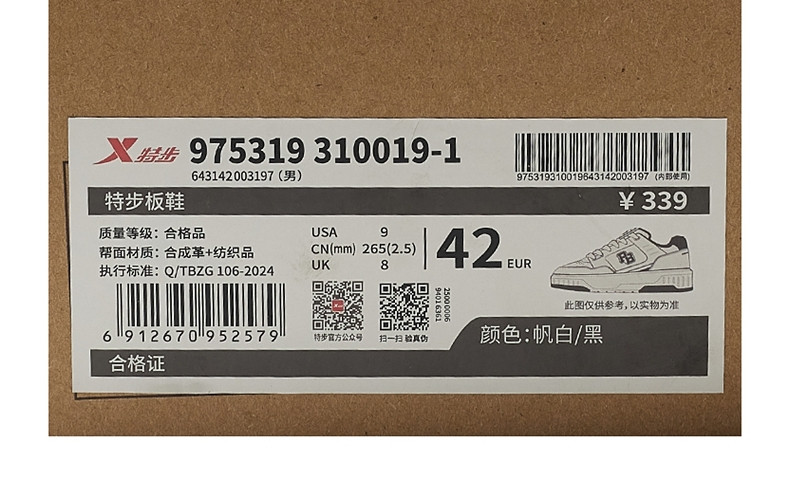 X 特步 975319 310019-1
643142003197 (男)
975319310019643142003197 (内部使用)
特步板鞋 ¥ 339
质量等级: 合格品
帮面材质: 合成革+纺织品
执行标准: Q/TBZG 106-2024
USA 9
CN(mm) 265(2.5)
UK 8
42 EUR
PB
此图仅供参考, 以实物为准
6 912670 952579
特步官方公众号
扫一扫 验真伪
25000006
94016361
颜色: 帆白/黑
合格证